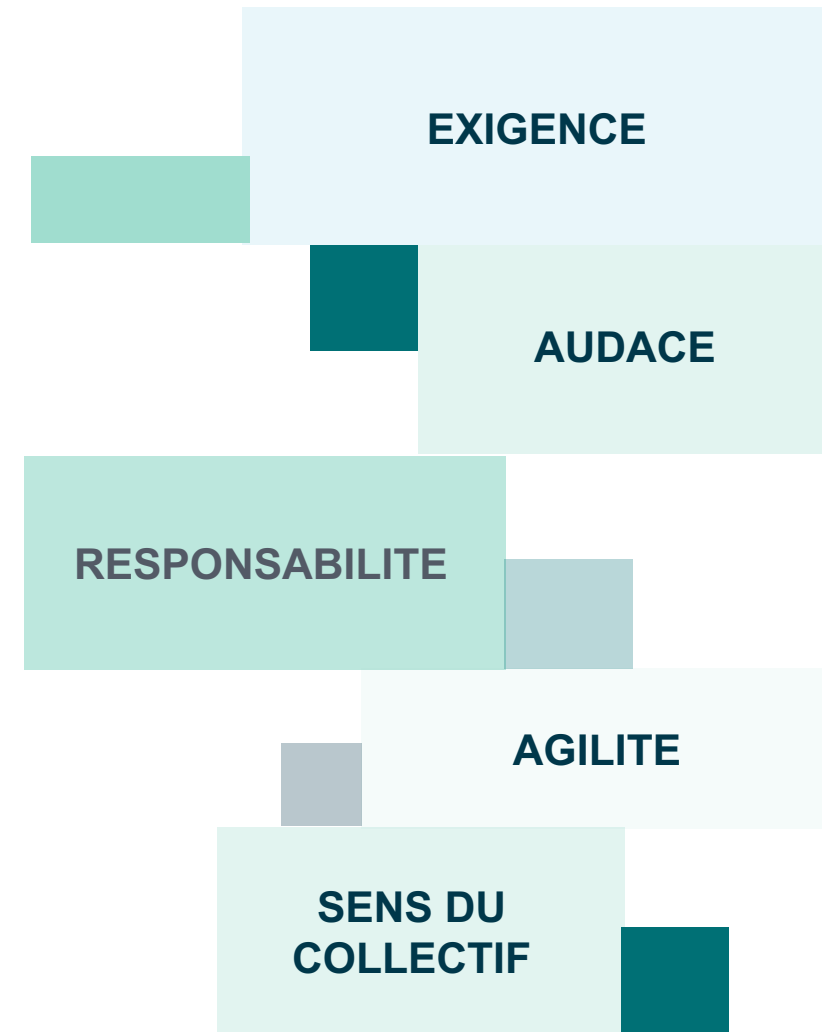 EXIGENCE
AUDACE
RESPONSABILITE
AGILITE
SENS DU
COLLECTIF